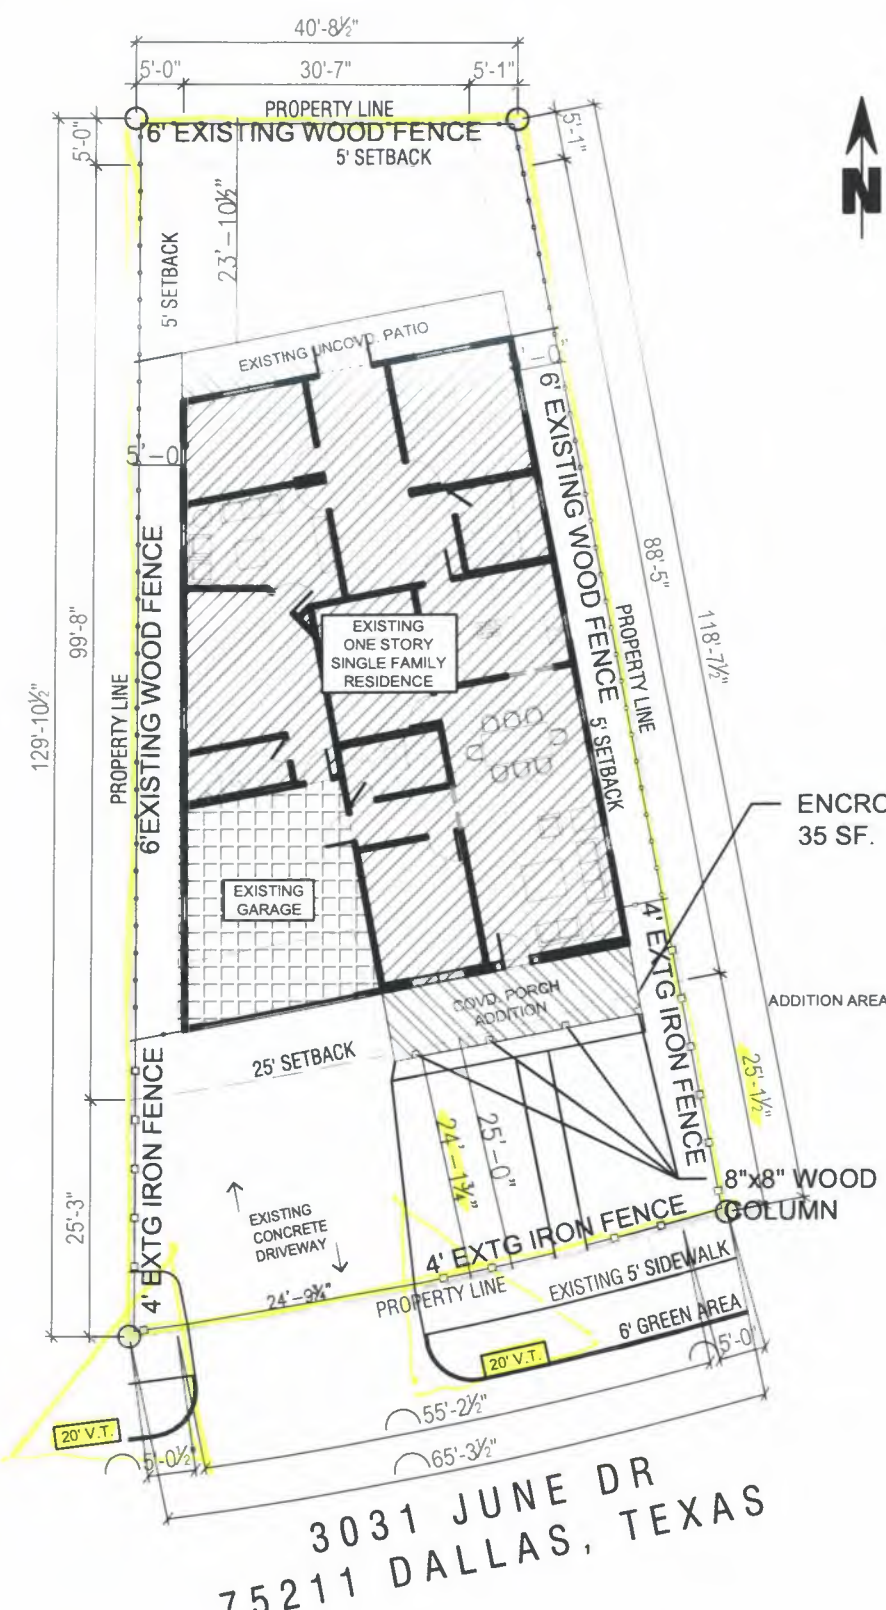 40'-8½"
5'-0"
30'-7"
5'-1"
PROPERTY LINE
6' EXISTING WOOD FENCE
5' SETBACK
5'-0"
5'-1"
N
23'-10½"
5' SETBACK
EXISTING UNCOVD. PATIO
5'-0
6' EXISTING WOOD FENCE
88'-5"
118'-7½"
PROPERTY LINE
5' SETBACK
EXISTING
ONE STORY
SINGLE FAMILY
RESIDENCE
99'-8"
129'-10½"
PROPERTY LINE
6'EXISTING WOOD FENCE
35 SF.
EXISTING
GARAGE
4' EXTG IRON FENCE
COVD. PORCH
ADDITION
ADDITION AREA
25' SETBACK
25'-1½"
24'-1¾"
25'-0"
8"x8" WOOD
COLUMN
25'-3"
4' EXTG IRON FENCE
EXISTING
CONCRETE
DRIVEWAY
24'-9¾"
4' EXTG IRON FENCE
PROPERTY LINE
EXISTING 5' SIDEWALK
6' GREEN AREA
5'-0"
20' V.T.
20' V.T.
5'-0½"
55'-2½"
65'-3½"
3031 JUNE DR
75211 DALLAS, TEXAS